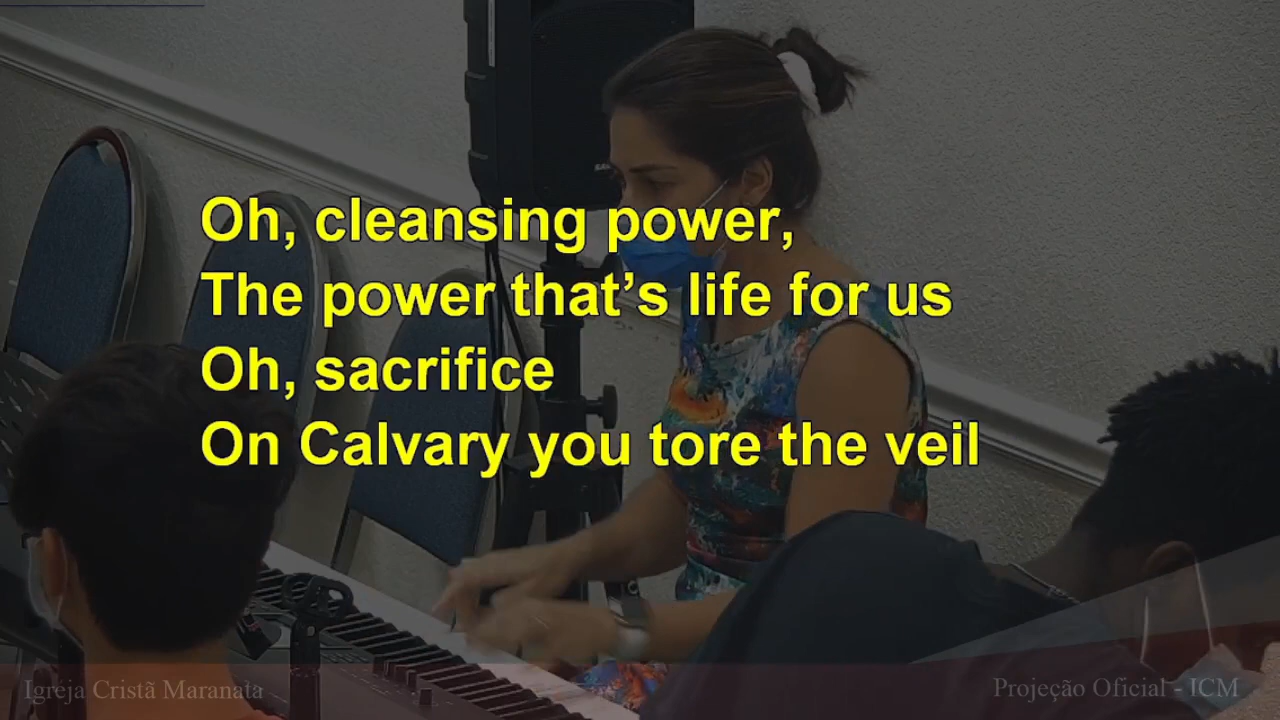 Oh, cleansing power,
The power that’s life for us
Oh, sacrifice
On Calvary you tore the veil
Igreja Cristã Maranata
Projeção Oficial - ICM